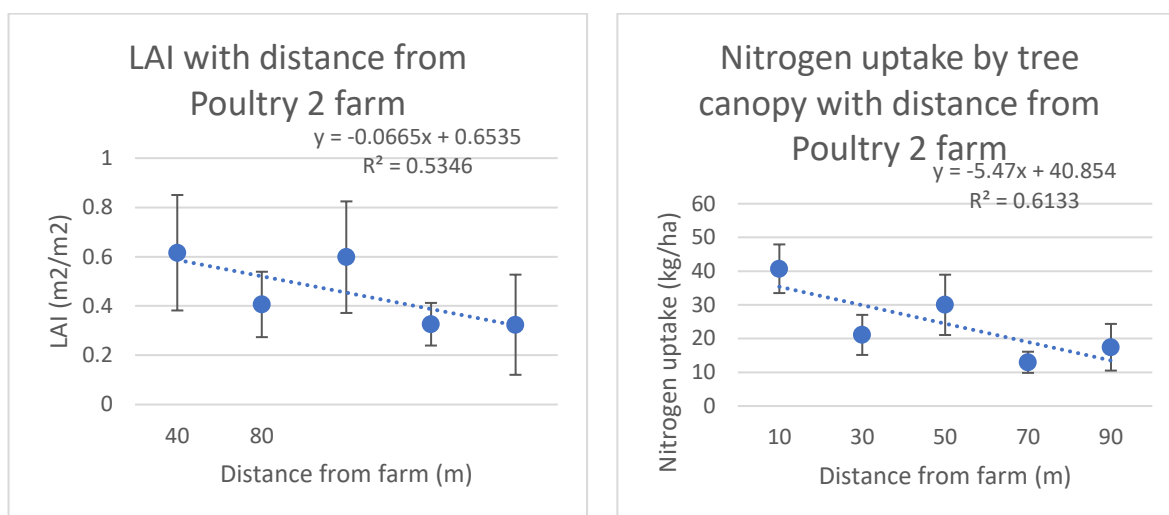 LAI with distance from
Poultry 2 farm
y = -0.0665x + 0.6535
R² = 0.5346
1
0.8
0.6
0.4
0.2
0
LAI (m2/m2)
40 80
Distance from farm (m)
Nitrogen uptake by tree
canopy with distance from
Poultry 2 farm
y = -5.47x + 40.854
R² = 0.6133
60
50
40
30
20
10
0
Nitrogen uptake (kg/ha)
10 30 50 70 90
Distance from farm (m)